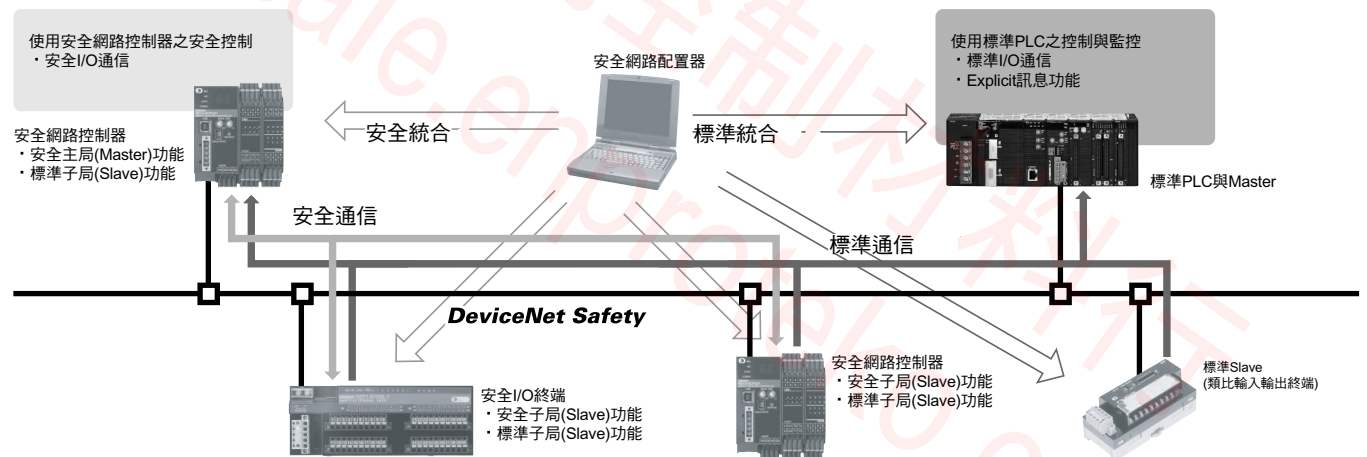 使用安全網路控制器之安全控制
・安全I/O通信
安全網路控制器
・安全主局(Master)功能
・標準子局(Slave)功能
安全網路配置器
安全統合
標準統合
使用標準PLC之控制與監控
・標準I/O通信
・Explicit訊息功能
標準PLC與Master
安全通信
標準通信
DeviceNet Safety
安全I/O終端
・安全子局(Slave)功能
・標準子局(Slave)功能
安全網路控制器
・安全子局(Slave)功能
・標準子局(Slave)功能
標準Slave
(類比輸入輸出終端)